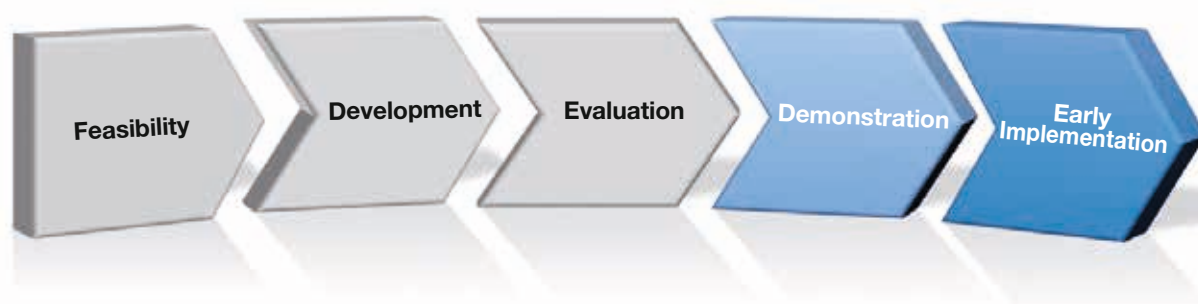 Feasibility
Development
Evaluation
Demonstration
Early
Implementation